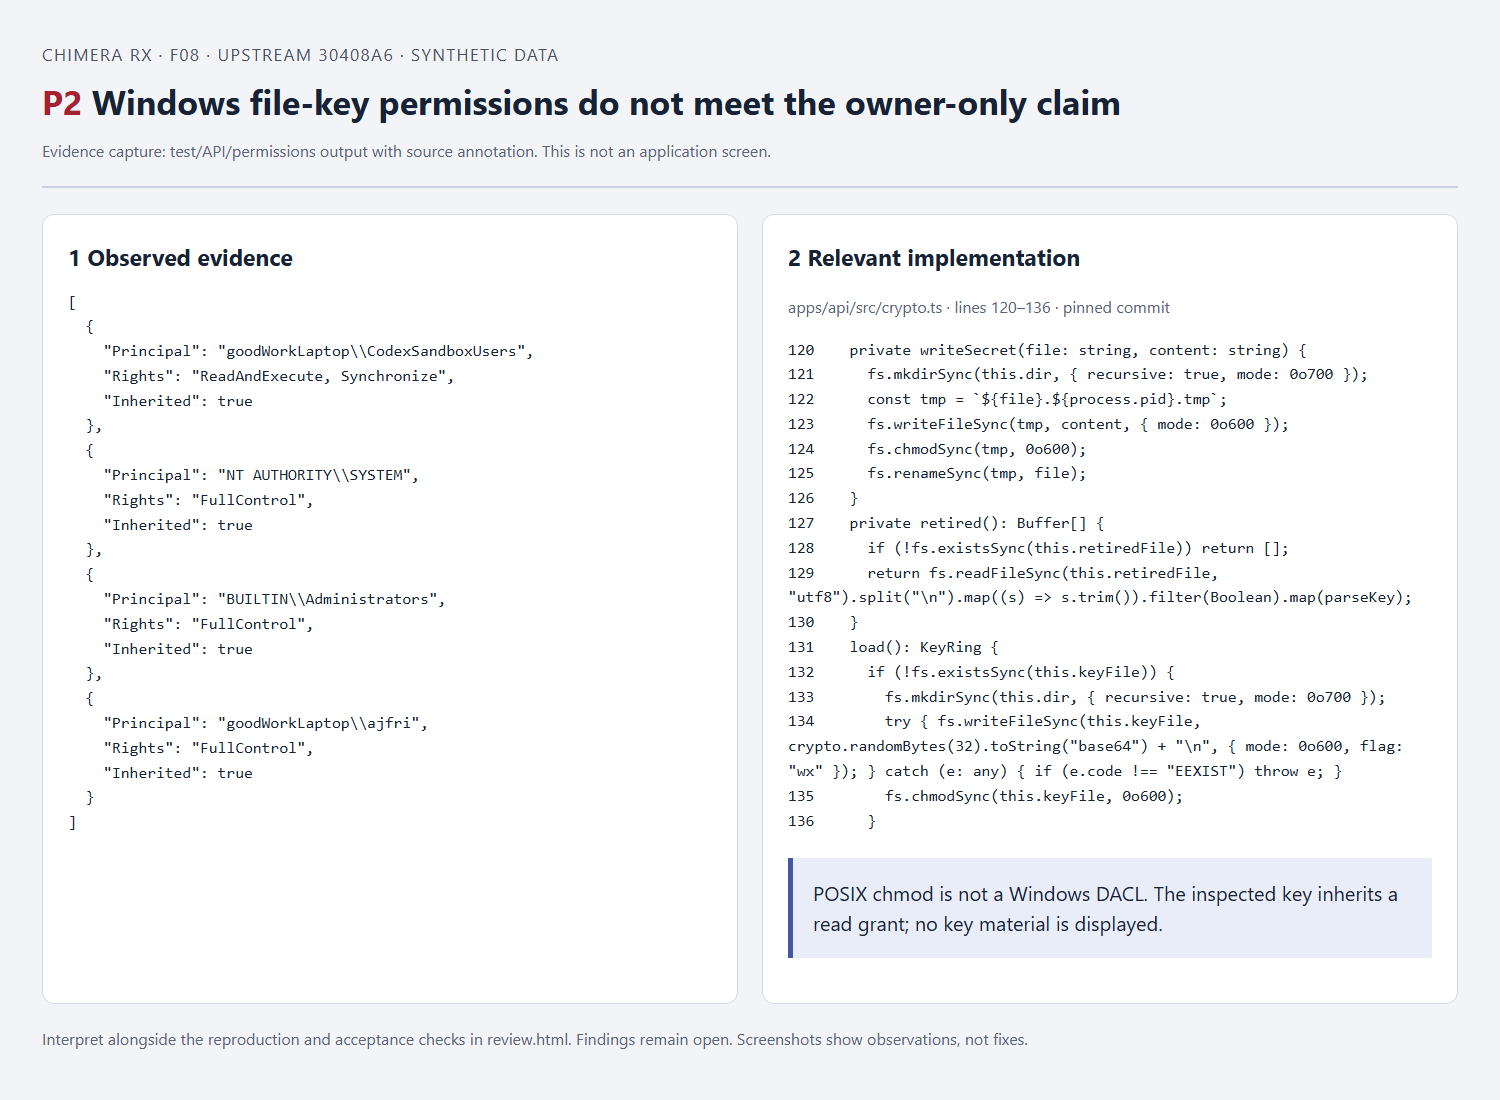 CHIMERA RX · F08 · UPSTREAM 30408A6 · SYNTHETIC DATA
P2 Windows file-key permissions do not meet the owner-only claim
Evidence capture: test/API/permissions output with source annotation. This is not an application screen.
1 Observed evidence
[
  {
    "Principal": "goodWorkLaptop\\CodexSandboxUsers",
    "Rights": "ReadAndExecute, Synchronize",
    "Inherited": true
  },
  {
    "Principal": "NT AUTHORITY\\SYSTEM",
    "Rights": "FullControl",
    "Inherited": true
  },
  {
    "Principal": "BUILTIN\\Administrators",
    "Rights": "FullControl",
    "Inherited": true
  },
  {
    "Principal": "goodWorkLaptop\\ajfri",
    "Rights": "FullControl",
    "Inherited": true
  }
]
2 Relevant implementation
apps/api/src/crypto.ts · lines 120–136 · pinned commit
120    private writeSecret(file: string, content: string) {
121      fs.mkdirSync(this.dir, { recursive: true, mode: 0o700 });
122      const tmp = `${file}.${process.pid}.tmp`;
123      fs.writeFileSync(tmp, content, { mode: 0o600 });
124      fs.chmodSync(tmp, 0o600);
125      fs.renameSync(tmp, file);
126    }
127    private retired(): Buffer[] {
128      if (!fs.existsSync(this.retiredFile)) return [];
129      return fs.readFileSync(this.retiredFile,
"utf8").split("\n").map((s) => s.trim()).filter(Boolean).map(parseKey);
130    }
131    load(): KeyRing {
132      if (!fs.existsSync(this.keyFile)) {
133        fs.mkdirSync(this.dir, { recursive: true, mode: 0o700 });
134        try { fs.writeFileSync(this.keyFile,
crypto.randomBytes(32).toString("base64") + "\n", { mode: 0o600, flag:
"wx" }); } catch (e: any) { if (e.code !== "EEXIST") throw e; }
135        fs.chmodSync(this.keyFile, 0o600);
136      }
POSIX chmod is not a Windows DACL. The inspected key inherits a
read grant; no key material is displayed.
Interpret alongside the reproduction and acceptance checks in review.html. Findings remain open. Screenshots show observations, not fixes.